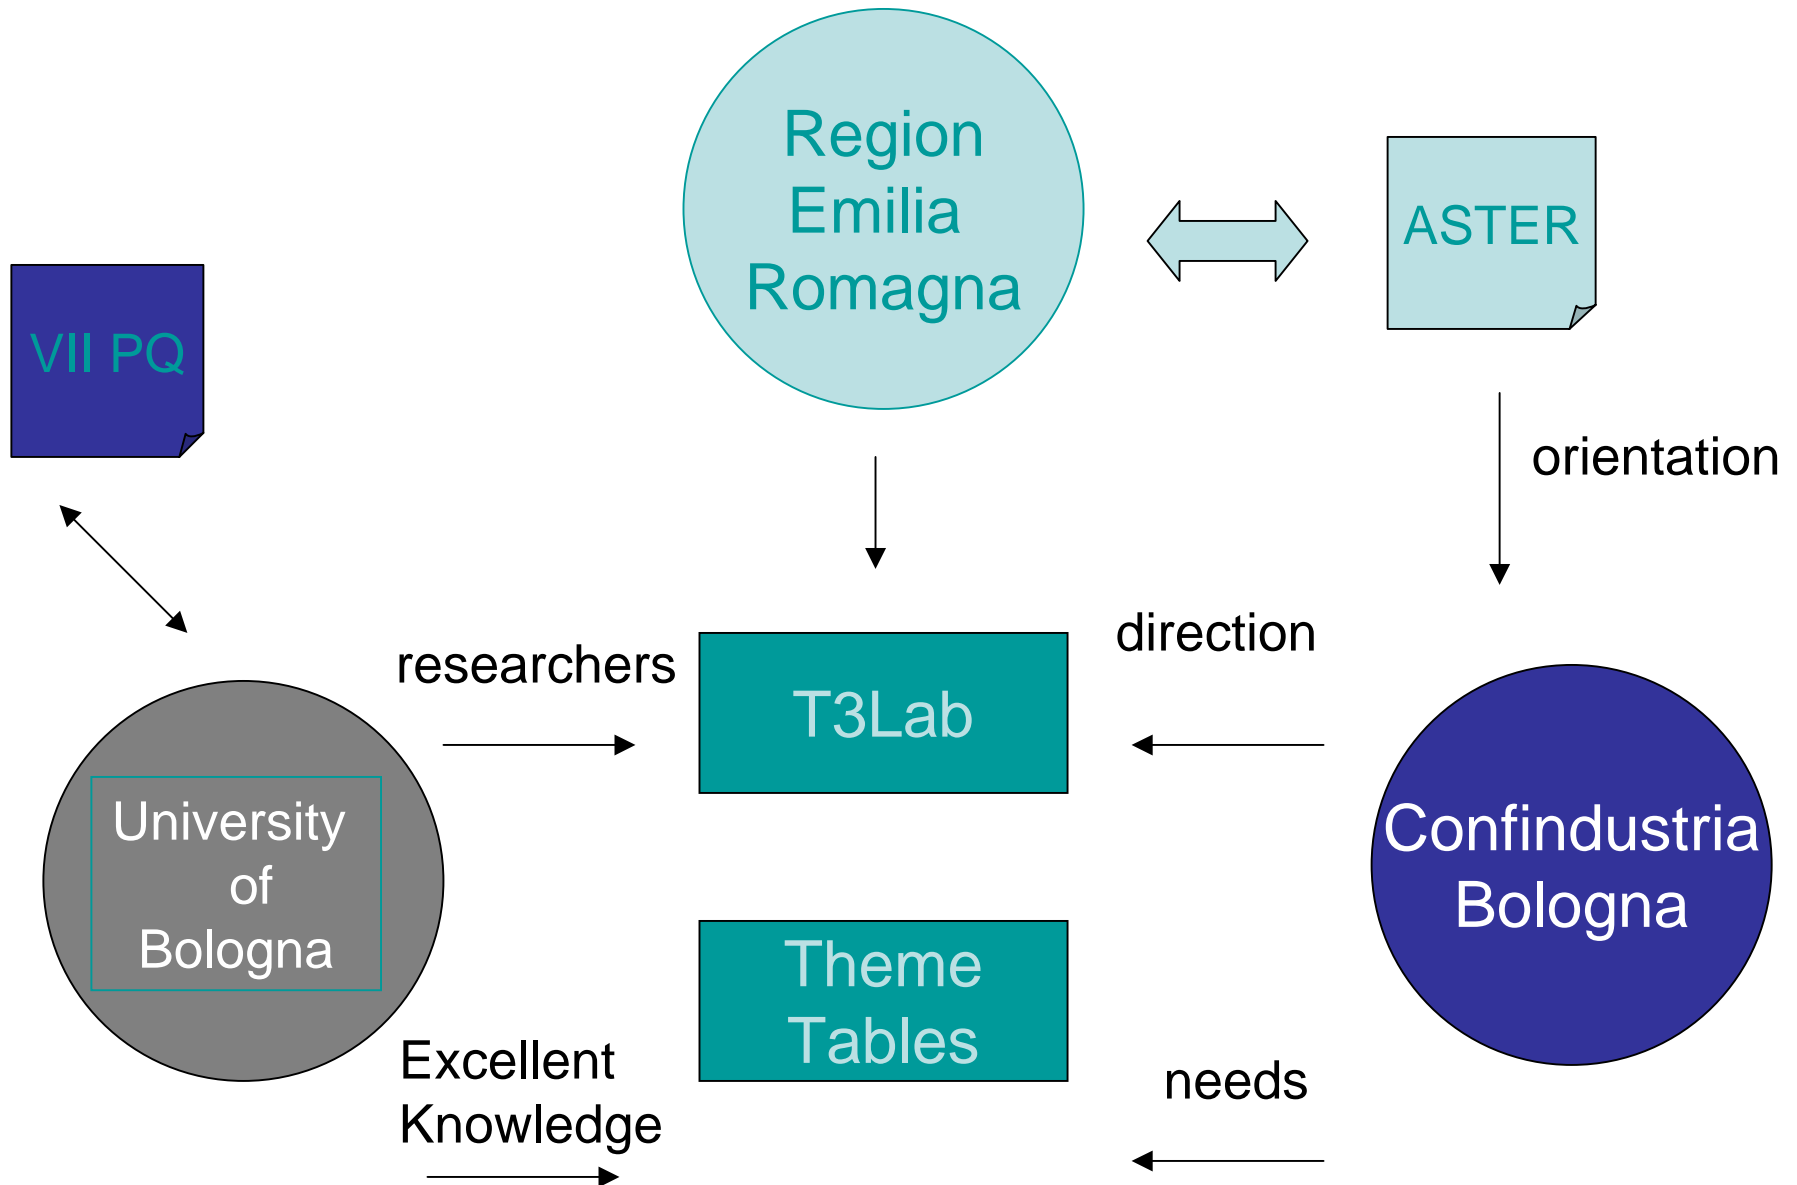 Region
Emilia
Romagna
ASTER
VII PQ
orientation
researchers
direction
T3Lab
University
of
Bologna
Confindustria
Bologna
Theme
Tables
Excellent
Knowledge
needs